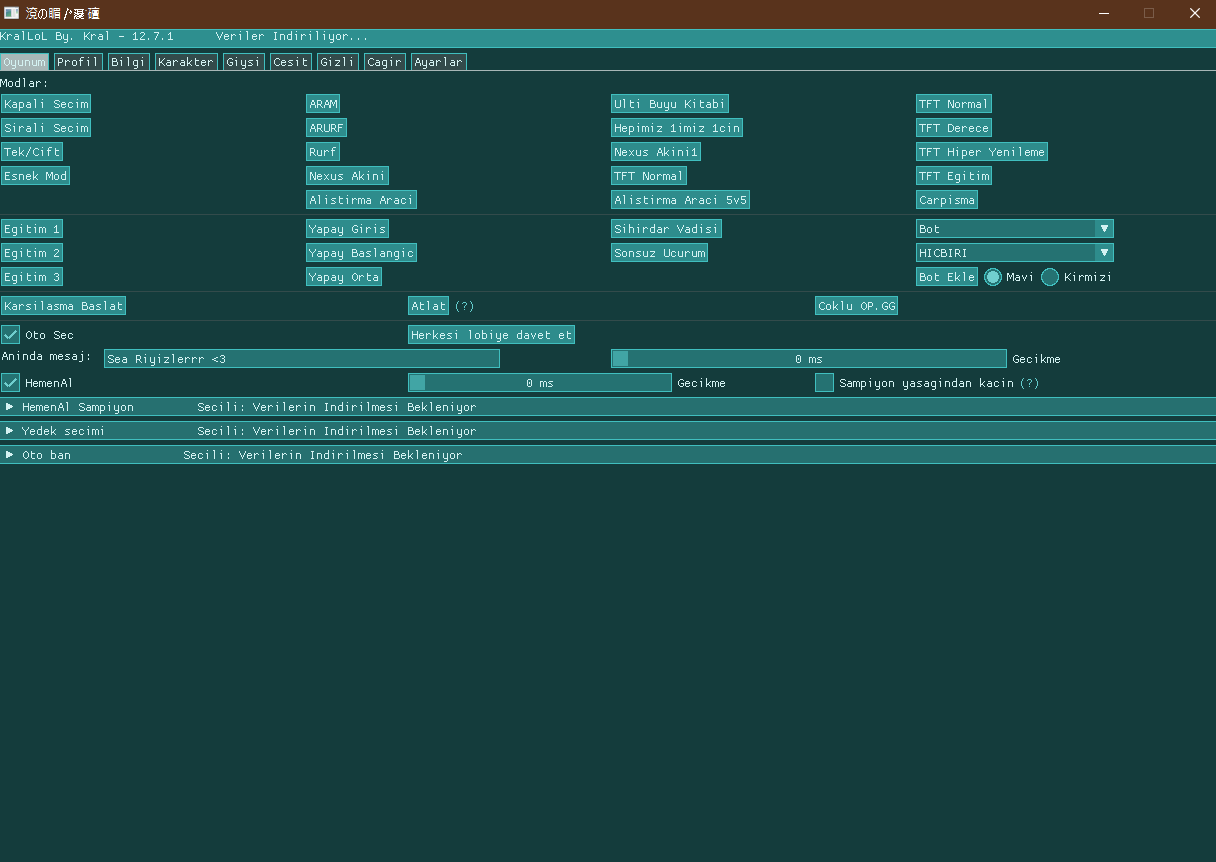 KralLoL By. Kral - 12.7.1 Veriler Indiriliyor...
Oyunum Profil Bilgi Karakter Giysi Cesit Gizli Cagir Ayarlar
Modlar:
Kapali Secim ARAM Ulti Buyu Kitabi TFT Normal
Sirali Secim ARURF Hepimiz 1imiz 1cin TFT Derece
Tek/Cift Rurf Nexus Akini1 TFT Hiper Yenileme
Esnek Mod Nexus Akini TFT Normal TFT Egitim
Alistirma Araci Alistirma Araci 5v5 Carpisma
Egitim 1 Yapay Giris Sihirdar Vadisi Bot
Egitim 2 Yapay Baslangic Sonsuz Ucurum HICBIRI
Egitim 3 Yapay Orta Bot Ekle Mavi Kirmizi
Karsilasma Baslat Atlat (?) Coklu OP.GG
Oto Sec Herkesi lobiye davet et
Aninda mesaj: Sea Riyizlerrr <3 0 ms Gecikme
HemenAl 0 ms Gecikme Sampiyon yasagindan kacin (?)
HemenAl Sampiyon Secili: Verilerin Indirilmesi Bekleniyor
Yedek secimi Secili: Verilerin Indirilmesi Bekleniyor
Oto ban Secili: Verilerin Indirilmesi Bekleniyor